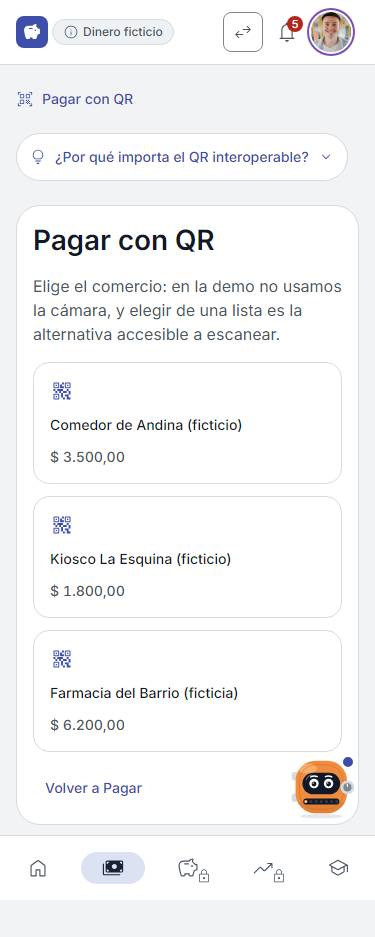 Dinero ficticio
5
Pagar con QR
¿Por qué importa el QR interoperable?
Pagar con QR
Elige el comercio: en la demo no usamos
la cámara, y elegir de una lista es la
alternativa accesible a escanear.
Comedor de Andina (ficticio)
$ 3.500,00
Kiosco La Esquina (ficticio)
$ 1.800,00
Farmacia del Barrio (ficticia)
$ 6.200,00
Volver a Pagar